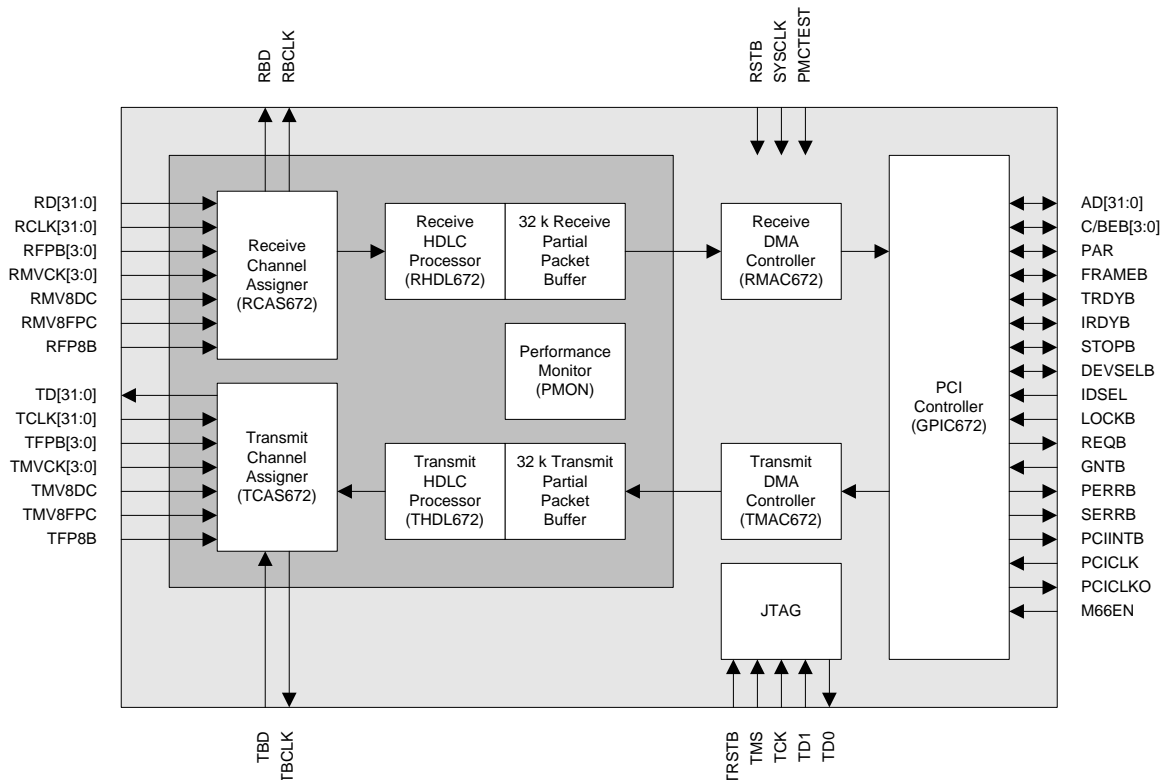 RBD
RBCLK
RSTB
SYSCLK
PMCTEST
RD[31:0]
RCLK[31:0]
RFPB[3:0]
RMVCK[3:0]
RMV8DC
RMV8FPC
RFP8B
TD[31:0]
TCLK[31:0]
TFPB[3:0]
TMVCK[3:0]
TMV8DC
TMV8FPC
TFP8B
Receive
Channel
Assigner
(RCAS672)
Receive
HDLC
Processor
(RHDL672)
32 k Receive
Partial
Packet
Buffer
Receive
DMA
Controller
(RMAC672)
Performance
Monitor
(PMON)
Transmit
Channel
Assigner
(TCAS672)
Transmit
HDLC
Processor
(THDL672)
32 k Transmit
Partial
Packet
Buffer
Transmit
DMA
Controller
(TMAC672)
JTAG
PCI
Controller
(GPIC672)
AD[31:0]
C/BEB[3:0]
PAR
FRAMEB
TRDYB
IRDYB
STOPB
DEVSELB
IDSEL
LOCKB
REQB
GNTB
PERRB
SERRB
PCIINTB
PCICLK
PCICLKO
M66EN
TBD
TBCLK
TRSTB
TMS
TCK
TD1
TD0